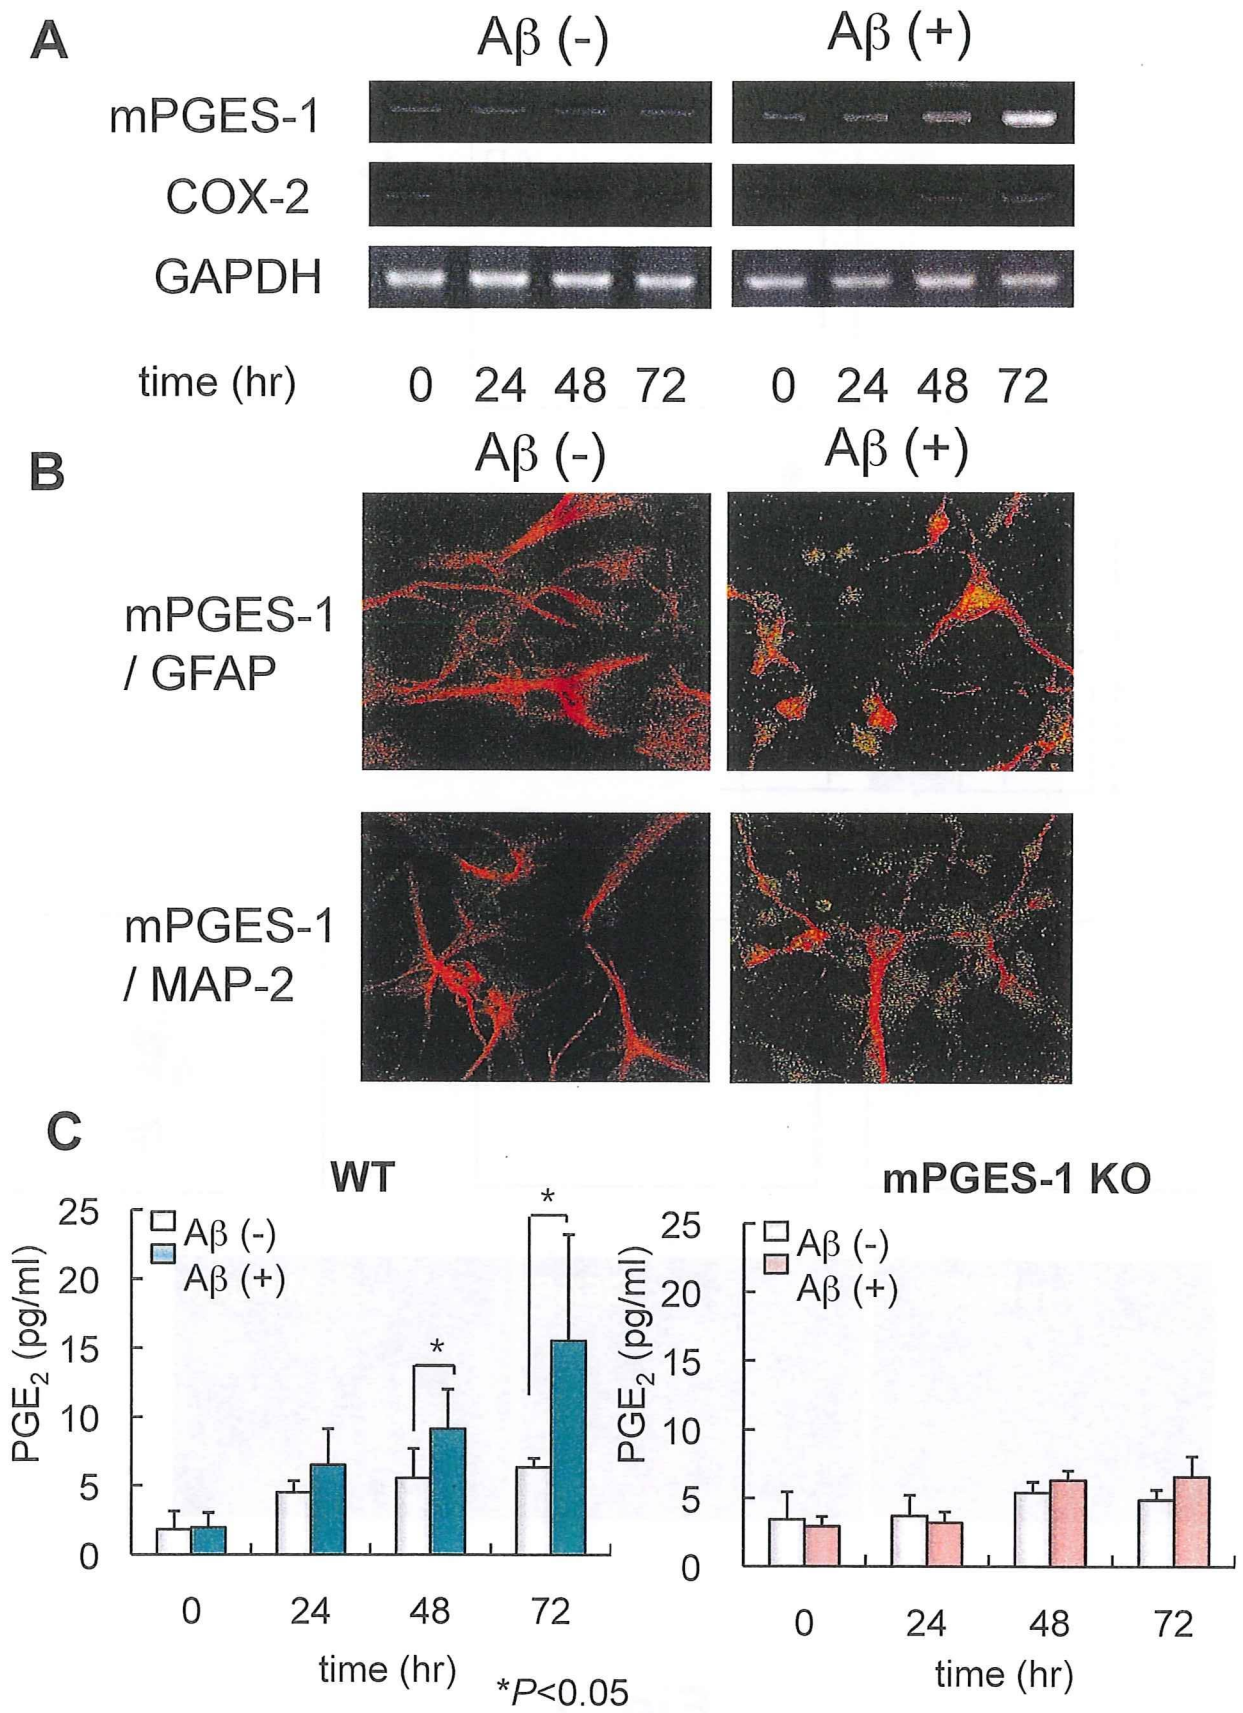 A
Aβ (-)
Aβ (+)
mPGES-1
COX-2
GAPDH
time (hr)
0 24 48 72
0 24 48 72
B
Aβ (-)
Aβ (+)
mPGES-1
/ GFAP
mPGES-1
/ MAP-2
C
WT
25
20
15
10
5
0
PGE₂ (pg/ml)
Aβ (-)
Aβ (+)
*
*
0 24 48 72
time (hr)
*P<0.05
mPGES-1 KO
25
20
15
10
5
0
PGE₂ (pg/ml)
Aβ (-)
Aβ (+)
0 24 48 72
time (hr)